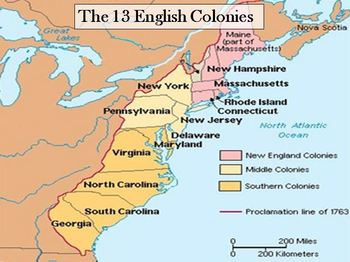 The 13 English Colonies
Great
Lakes
Nova Scotia
Maine
(part of
Massachusetts)
New Hampshire
New York
Massachusetts
Rhode Island
Connecticut
Pennsylvania
New Jersey
North Atlantic
Ocean
Delaware
Maryland
Virginia
New England Colonies
Middle Colonies
Southern Colonies
North Carolina
South Carolina
Proclamation line of 1763
Georgia
0 200 Miles
0 200 Kilometers